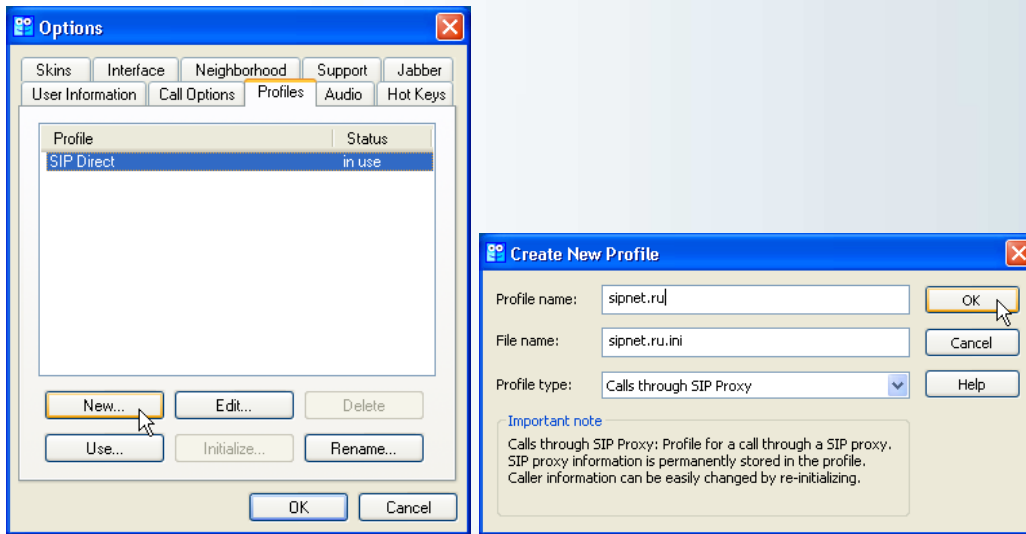 Options
Skins Interface Neighborhood Support Jabber
User Information Call Options Profiles Audio Hot Keys
Profile Status
SIP Direct in use
New... Edit... Delete
Use... Initialize... Rename...
OK Cancel
Create New Profile
Profile name: sipnet.ru OK
File name: sipnet.ru.ini Cancel
Profile type: Calls through SIP Proxy Help
Important note
Calls through SIP Proxy: Profile for a call through a SIP proxy.
SIP proxy information is permanently stored in the profile.
Caller information can be easily changed by re-initializing.